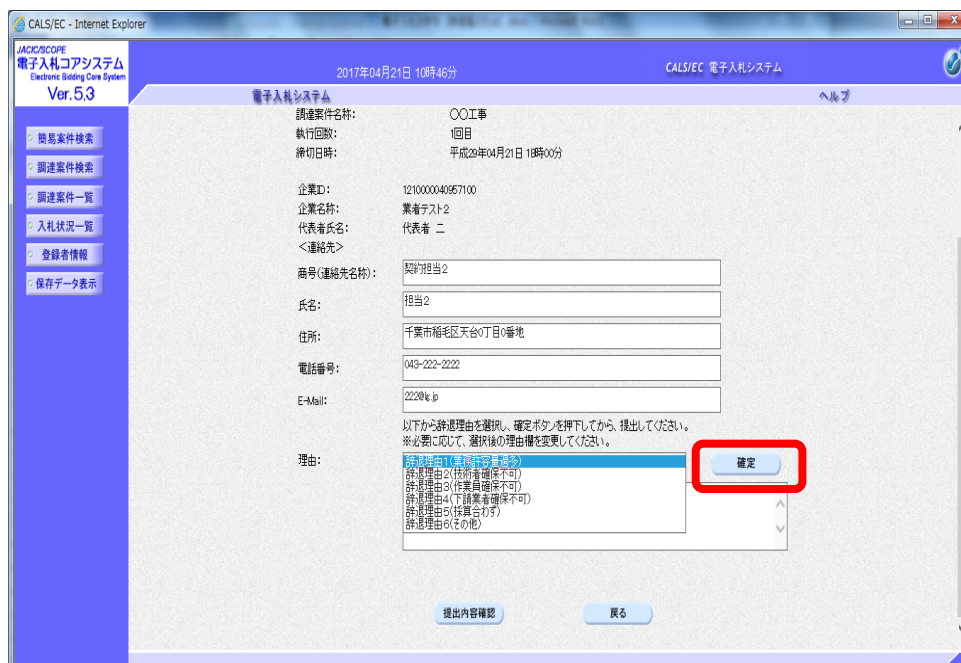 CALS/EC - Internet Explorer
JACIC/SCOPE
電子入札コアシステム
Electronic Bidding Core System
Ver.5.3
2017年04月21日 10時46分
CALS/EC 電子入札システム
電子入札システム
ヘルプ
簡易案件検索
調達案件検索
調達案件一覧
入札状況一覧
登録者情報
保存データ表示
調達案件名称: 〇〇工事
執行回数: 1回目
締切日時: 平成29年04月21日 18時00分
企業ID: 1210000040957100
企業名称: 業者テスト2
代表者氏名: 代表者 二
<連絡先>
商号(連絡先名称): 契約担当2
氏名: 担当2
住所: 千葉市稲毛区天台0丁目0番地
電話番号: 043-222-2222
E-Mail: 222@lg.jp
以下から辞退理由を選択し、確定ボタンを押下してから、提出してください。
※必要に応じて、選択後の理由欄を変更してください。
理由:
辞退理由1(業務許容量過多)
確定
辞退理由2(技術者確保不可)
辞退理由3(作業員確保不可)
辞退理由4(下請業者確保不可)
辞退理由5(採算合わず)
辞退理由6(その他)
提出内容確認
戻る